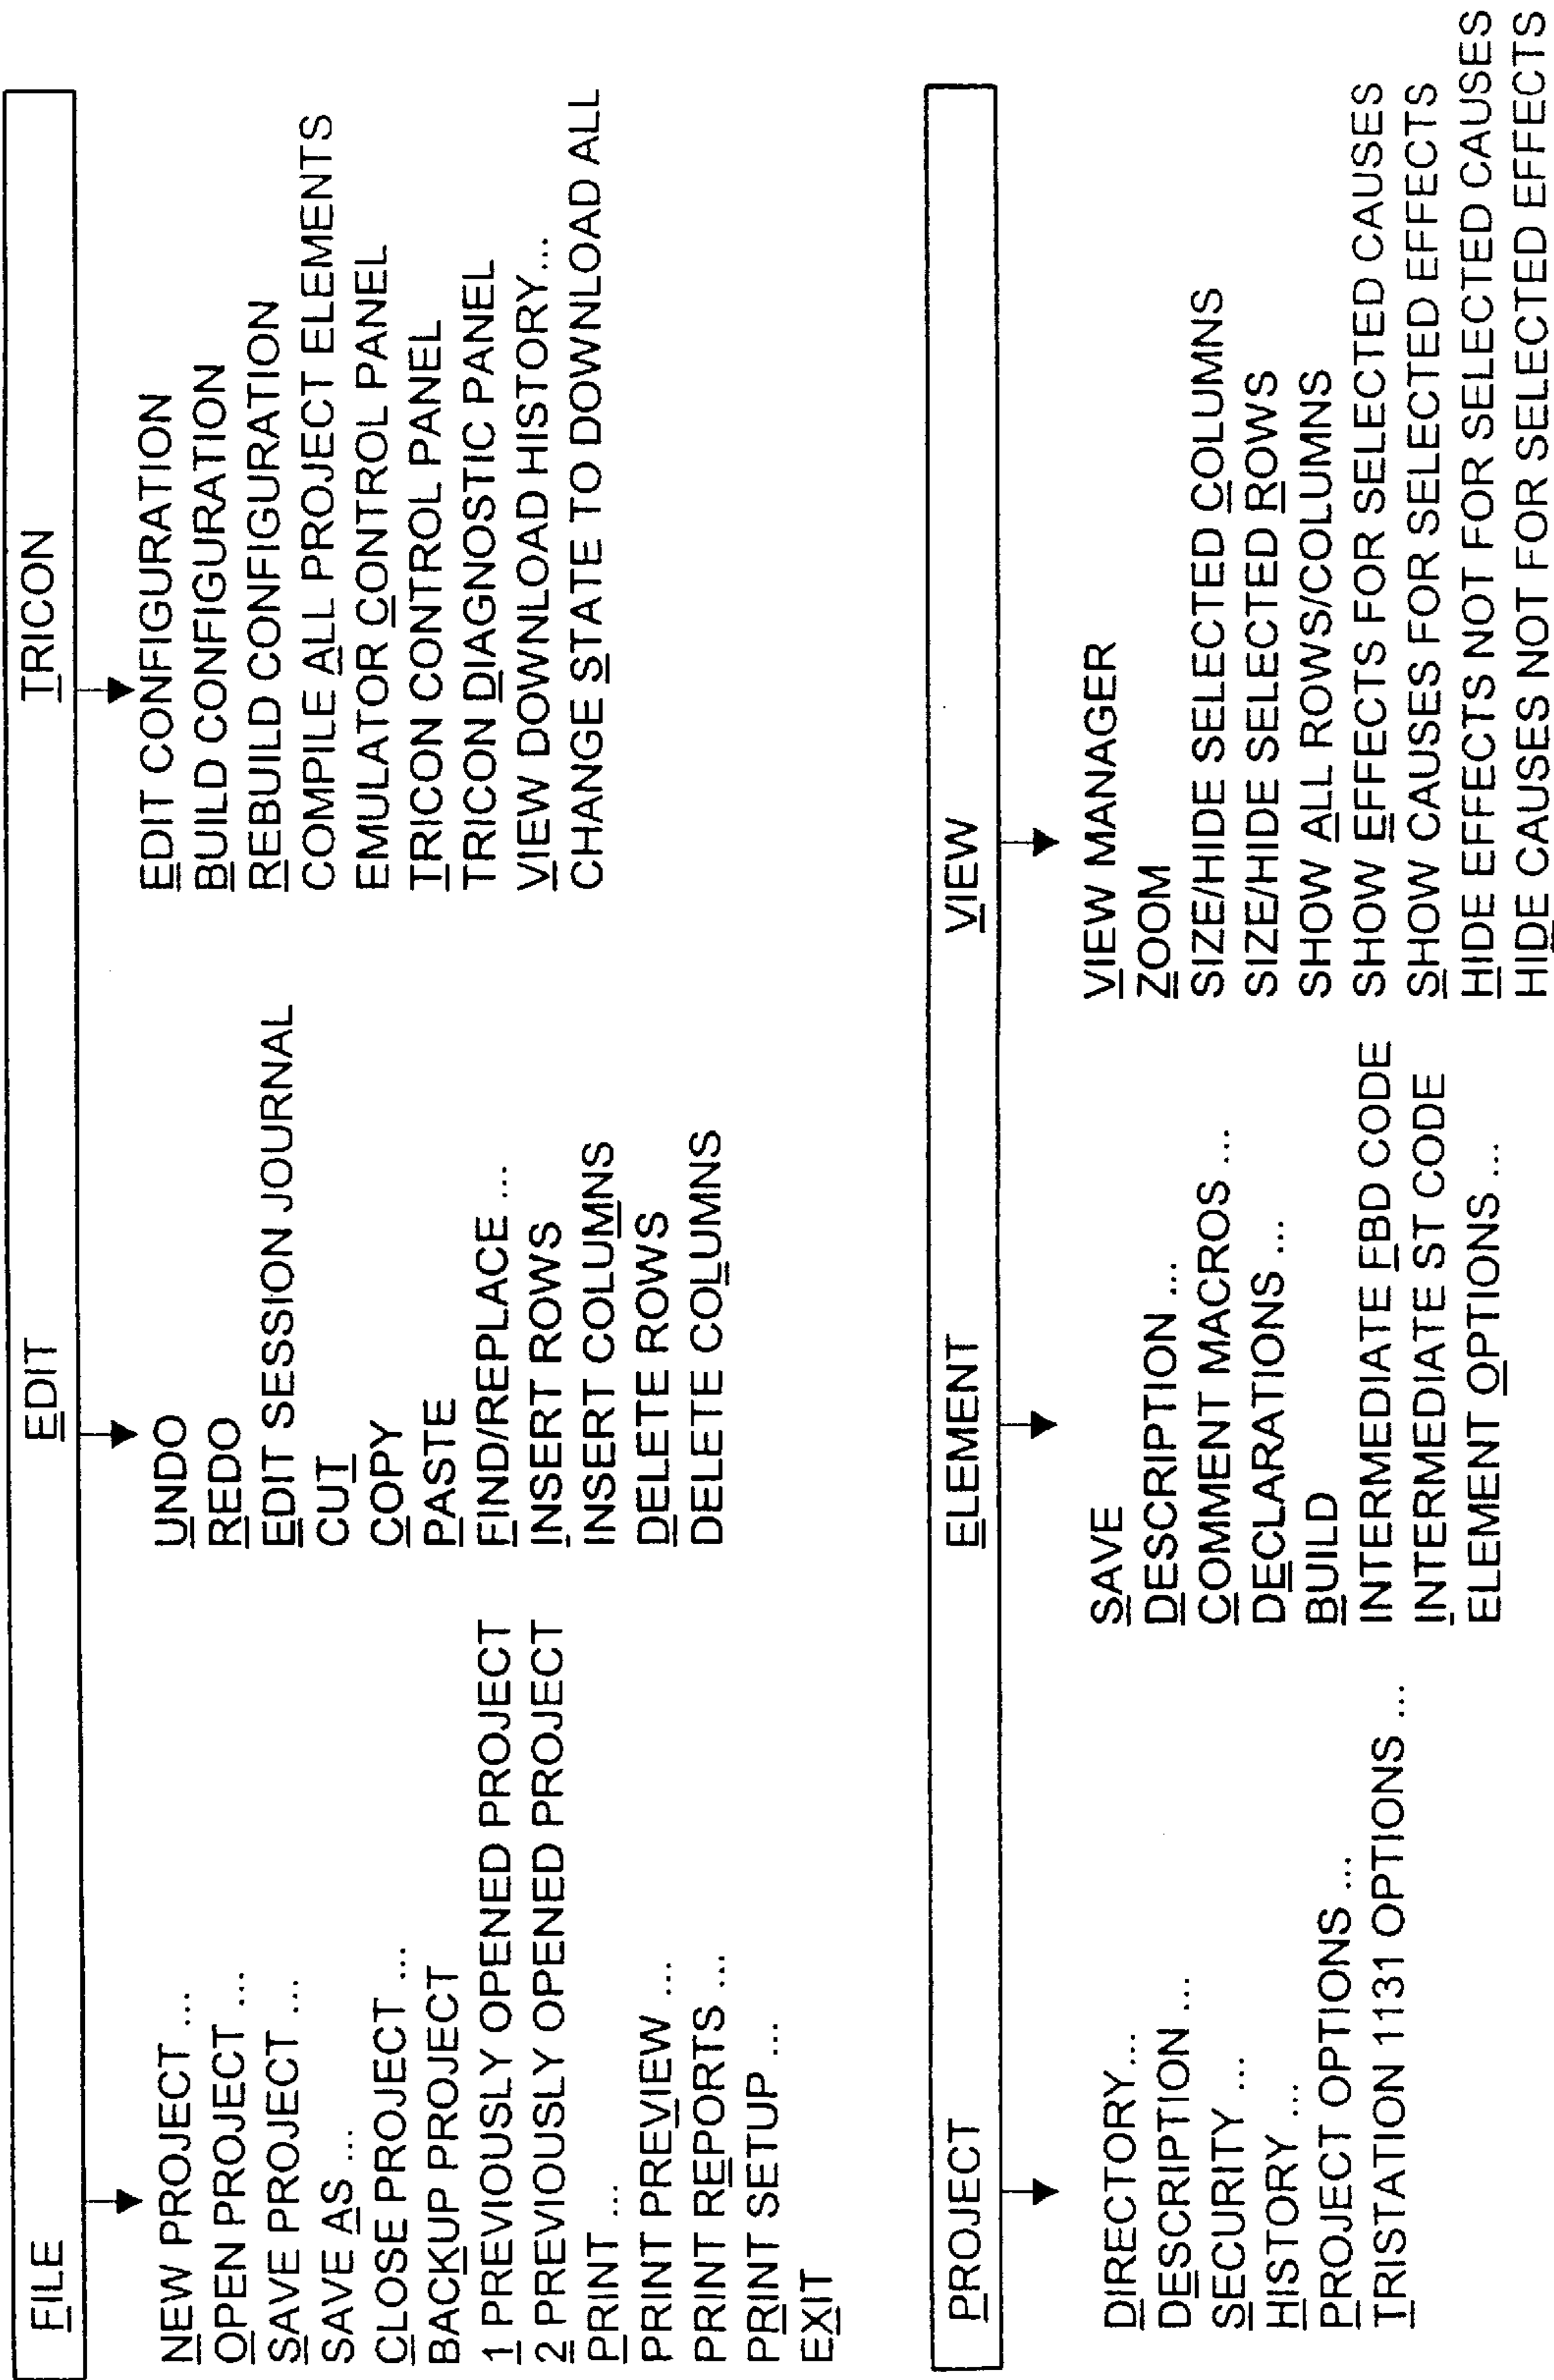 FILE EDIT TRICON
NEW PROJECT ...
OPEN PROJECT ...
SAVE PROJECT ...
SAVE AS ...
CLOSE PROJECT ...
BACKUP PROJECT
1 PREVIOUSLY OPENED PROJECT
2 PREVIOUSLY OPENED PROJECT
PRINT ...
PRINT PREVIEW ...
PRINT REPORTS ...
PRINT SETUP ...
EXIT
UNDO
REDO
EDIT SESSION JOURNAL
CUT
COPY
PASTE
FIND/REPLACE ...
INSERT ROWS
INSERT COLUMNS
DELETE ROWS
DELETE COLUMNS
EDIT CONFIGURATION
BUILD CONFIGURATION
REBUILD CONFIGURATION
COMPILE ALL PROJECT ELEMENTS
EMULATOR CONTROL PANEL
TRICON CONTROL PANEL
TRICON DIAGNOSTIC PANEL
VIEW DOWNLOAD HISTORY...
CHANGE STATE TO DOWNLOAD ALL
PROJECT ELEMENT VIEW
DIRECTORY...
DESCRIPTION ...
SECURITY ...
HISTORY ...
PROJECT OPTIONS ...
TRISTATION 1131 OPTIONS ...
SAVE
DESCRIPTION ...
COMMENT MACROS ...
DECLARATIONS ...
BUILD
INTERMEDIATE FBD CODE
INTERMEDIATE ST CODE
ELEMENT OPTIONS ...
VIEW MANAGER
ZOOM
SIZE/HIDE SELECTED COLUMNS
SIZE/HIDE SELECTED ROWS
SHOW ALL ROWS/COLUMNS
SHOW EFFECTS FOR SELECTED CAUSES
SHOW CAUSES FOR SELECTED EFFECTS
HIDE EFFECTS NOT FOR SELECTED CAUSES
HIDE CAUSES NOT FOR SELECTED EFFECTS